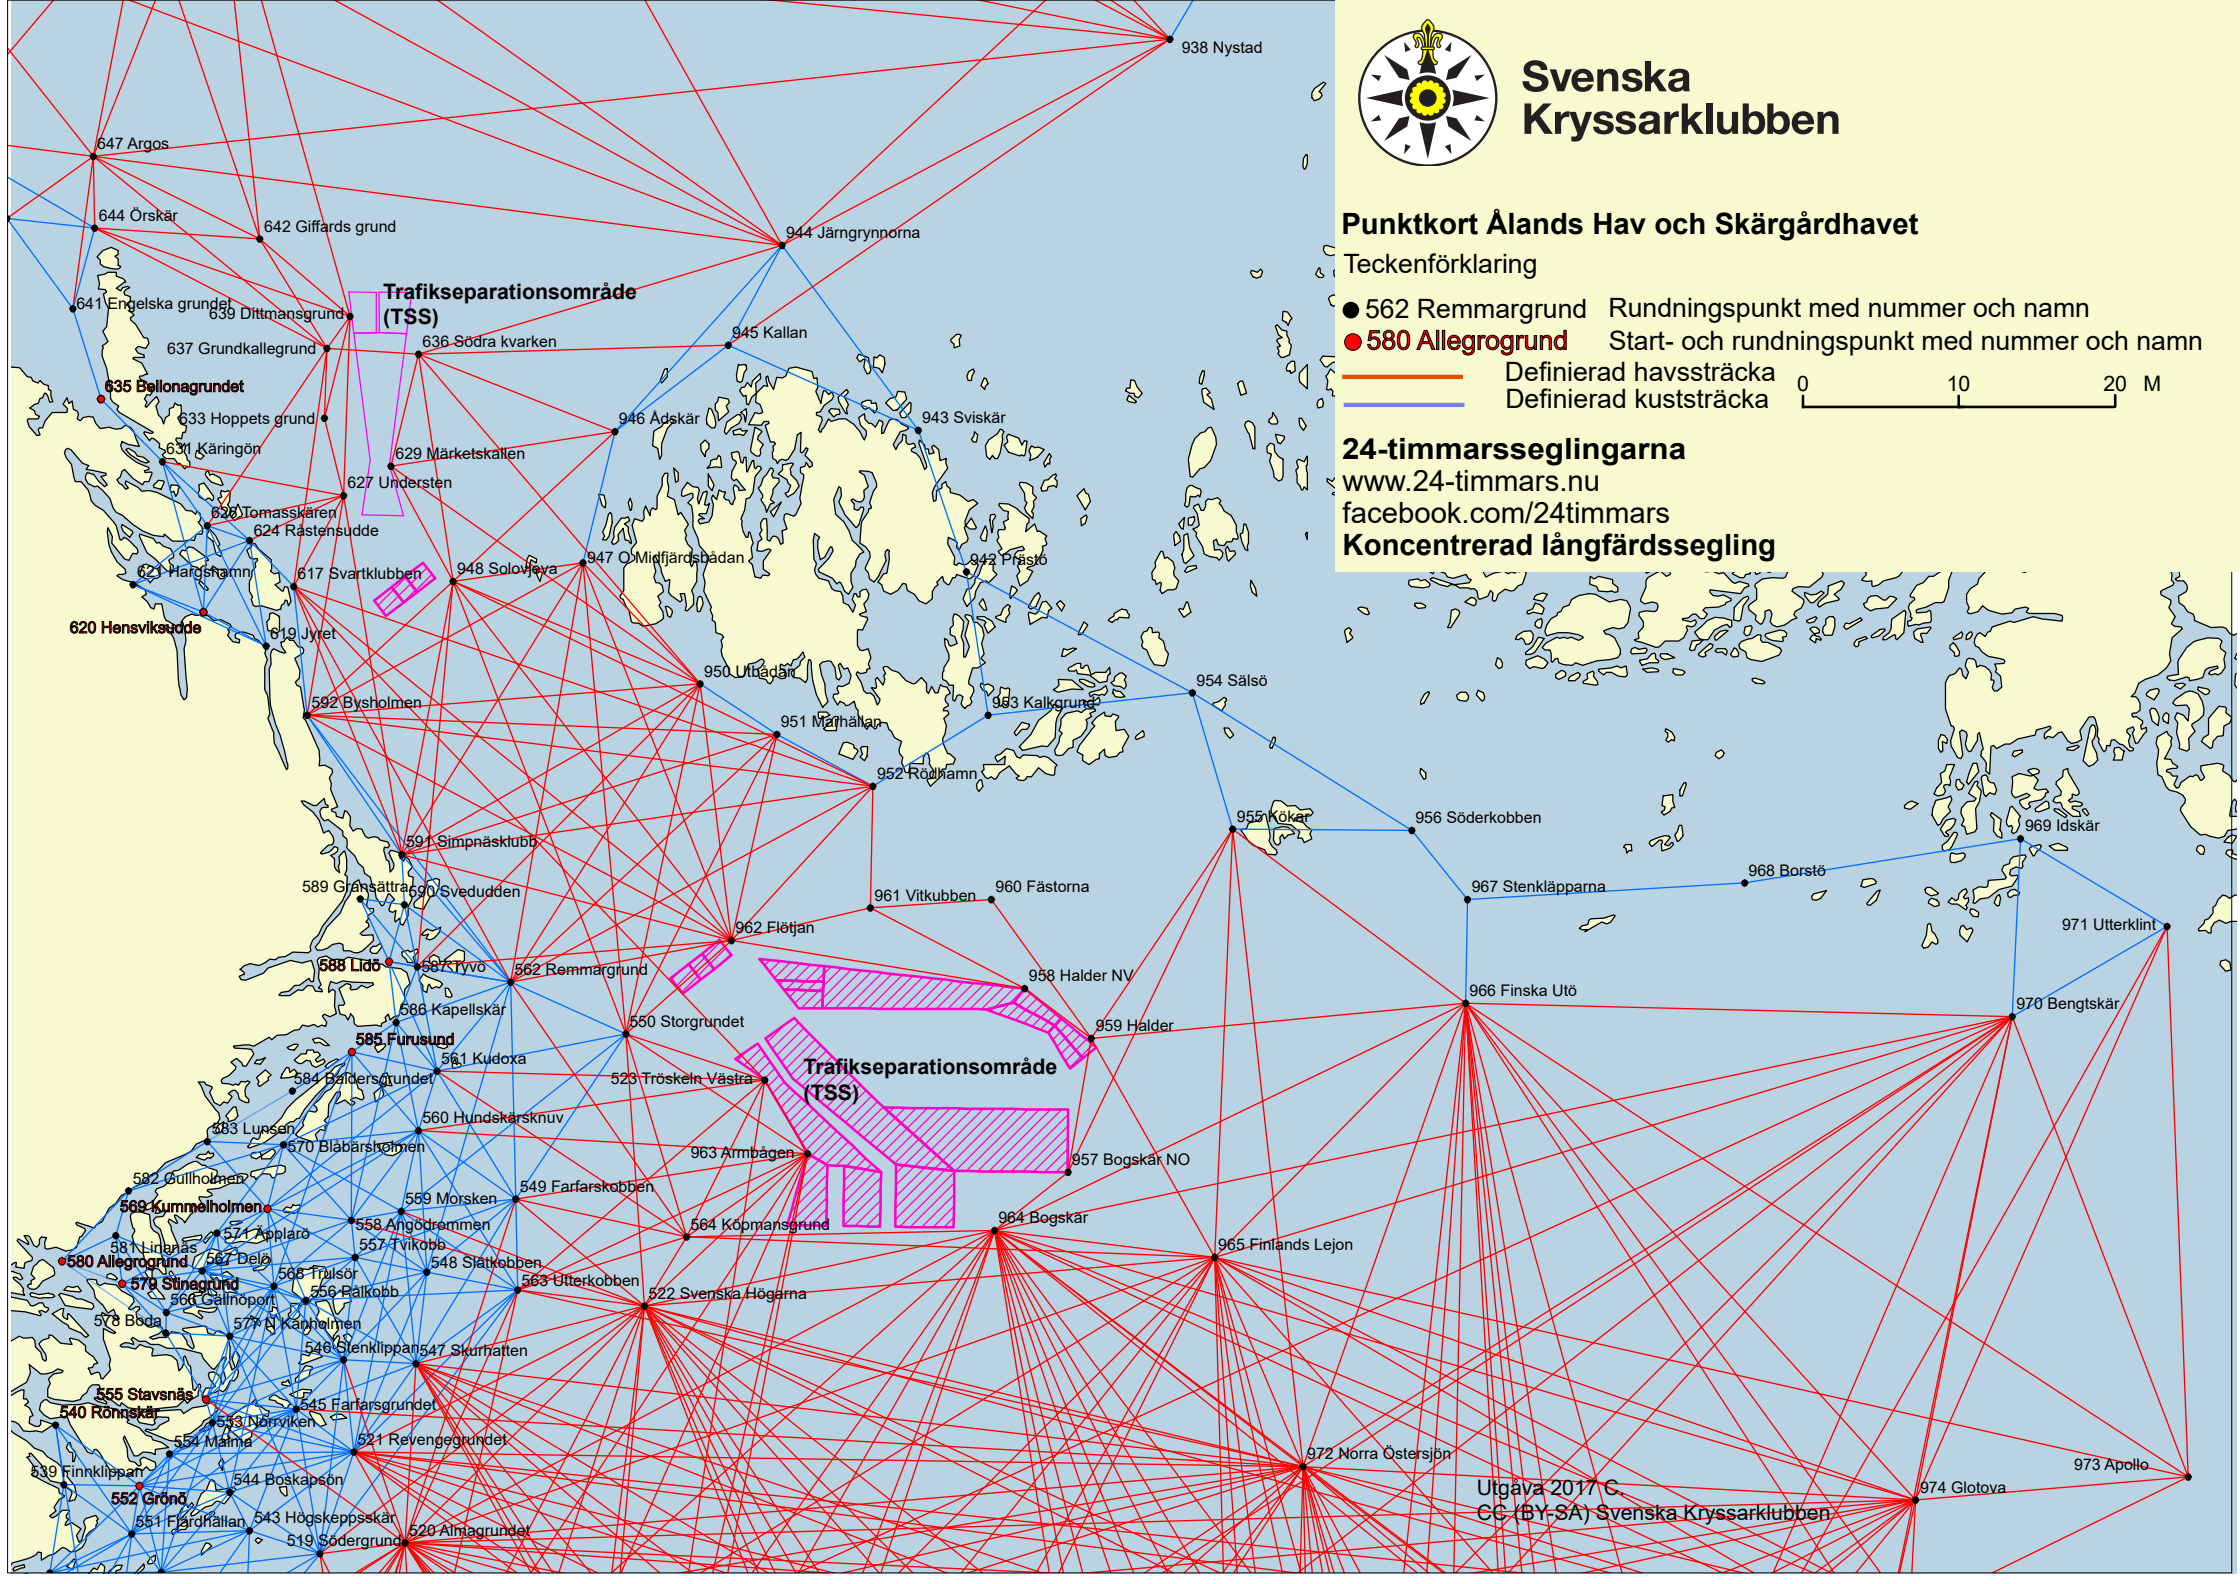 938 Nystad
Svenska
Kryssarklubben
Punktkort Ålands Hav och Skärgårdhavet
Teckenförklaring
562 Remmargrund Rundningspunkt med nummer och namn
580 Allegrogrund Start- och rundningspunkt med nummer och namn
Definierad havssträcka
Definierad kuststräcka
0 10 20 M
24-timmarsseglingarna
www.24-timmars.nu
facebook.com/24timmars
Koncentrerad långfärdssegling
647 Argos
644 Örskär
642 Giffards grund
944 Järngrynnorna
641 Engelska grundet
639 Dittmansgrund
Trafikseparationsområde
(TSS)
637 Grundkallegrund
636 Södra kvarken
945 Kallan
635 Bellonagrundet
633 Hoppets grund
946 Ådskär
943 Sviskär
631 Käringön
629 Märketskallen
627 Understen
626 Tomasskären
624 Råstensudde
621 Hargshamn
617 Svartklubben
948 Solovjeva
947 O Midfjärdsbådan
942 Prästö
620 Hensviksudde
619 Jyret
950 Utbådan
954 Sälsö
592 Bysholmen
951 Marhällan
953 Kalkgrund
952 Rödhamn
591 Simpnäsklubb
955 Kökar
956 Söderkobben
969 Idskär
589 Gransättra
590 Svedudden
961 Vitkubben
960 Fästorna
967 Stenkläpparna
968 Borstö
962 Flötjan
971 Utterklint
588 Lidö
587 Tyvö
562 Remmargrund
958 Halder NV
966 Finska Utö
970 Bengtskär
586 Kapellskär
550 Storgrundet
959 Halder
585 Furusund
561 Kudoxa
584 Baldersgrundet
523 Tröskeln Västra
Trafikseparationsområde
(TSS)
583 Lunsen
560 Hundskärsknuv
570 Blåbärsholmen
963 Armbågen
957 Bogskär NO
582 Gullholmen
549 Farfarskobben
569 Kummelholmen
559 Morsken
558 Ängödrommen
564 Köpmansgrund
964 Bogskär
571 Äpplarö
581 Linanäs
557 Tvikobb
965 Finlands Lejon
580 Allegrogrund
567 Delö
548 Slätkobben
579 Stinagrund
568 Trulsör
563 Utterkobben
566 Gällnöport
556 Pålkobb
522 Svenska Högarna
578 Boda
577 N Kanholmen
546 Stenklippan
547 Skurhatten
555 Stavsnäs
540 Rönnskär
545 Farfarsgrundet
553 Norrviken
554 Malma
521 Revengegrundet
972 Norra Östersjön
539 Finnklippan
544 Boskapsön
973 Apollo
552 Grönö
974 Glotova
Utgåva 2017 C.
CC (BY-SA) Svenska Kryssarklubben
551 Fjärdhällan
543 Högskeppsskär
520 Almagrundet
519 Södergrund